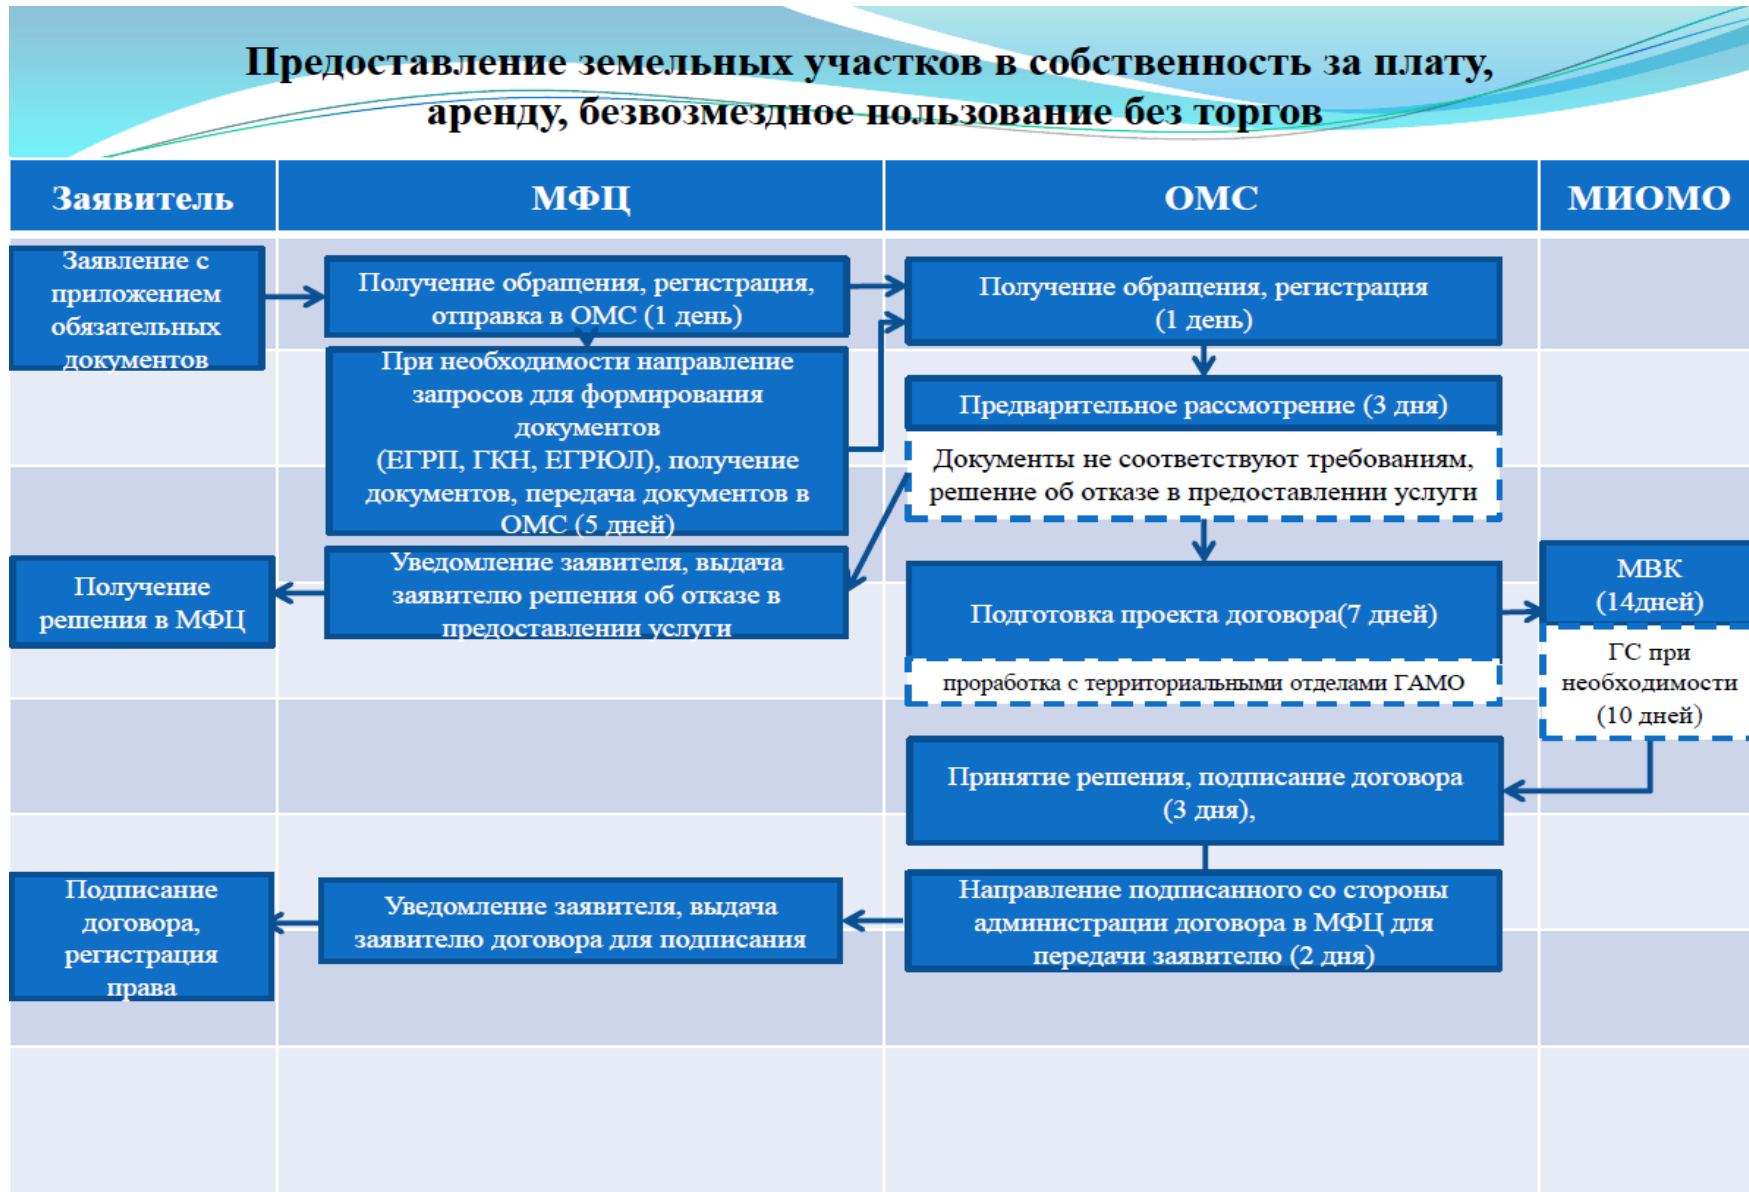 Предоставление земельных участков в собственность за плату,
аренду, безвозмездное пользование без торгов
Заявитель
МФЦ
ОМС
МИОМО
Заявление с
приложением
обязательных
документов
Получение обращения, регистрация,
отправка в ОМС (1 день)
Получение обращения, регистрация
(1 день)
При необходимости направление
запросов для формирования
документов
(ЕГРП, ГКН, ЕГРЮЛ), получение
документов, передача документов в
ОМС (5 дней)
Предварительное рассмотрение (3 дня)
Документы не соответствуют требованиям,
решение об отказе в предоставлении услуги
Получение
решения в МФЦ
Уведомление заявителя, выдача
заявителю решения об отказе в
предоставлении услуги
Подготовка проекта договора(7 дней)
проработка с территориальными отделами ГАМО
МВК
(14дней)
ГС при
необходимости
(10 дней)
Принятие решения, подписание договора
(3 дня),
Подписание
договора,
регистрация
права
Уведомление заявителя, выдача
заявителю договора для подписания
Направление подписанного со стороны
администрации договора в МФЦ для
передачи заявителю (2 дня)